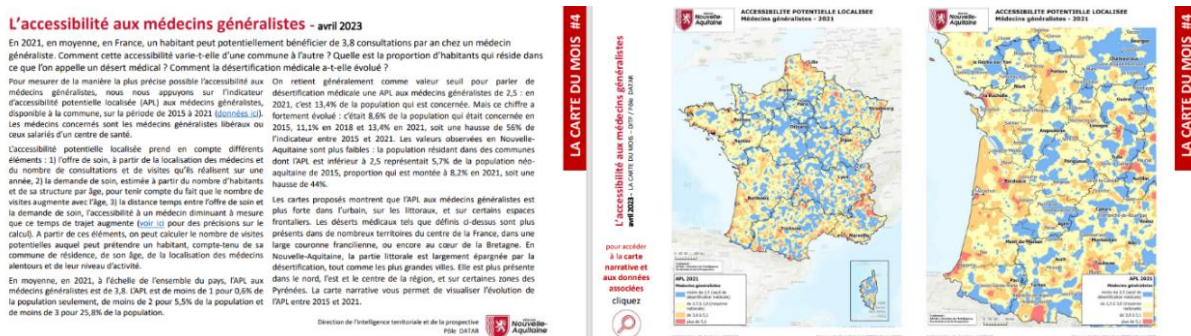 L'accessibilité aux médecins généralistes - avril 2023
En 2021, en moyenne, en France, un habitant peut potentiellement bénéficier de 3,8 consultations par an chez un médecin
généraliste. Comment cette accessibilité varie-t-elle d'une commune à l'autre ? Quelle est la proportion d'habitants qui réside dans
ce que l'on appelle un désert médical ? Comment la désertification médicale a-t-elle évolué ?
Pour mesurer de la manière la plus précise possible l'accessibilité aux
médecins généralistes, nous nous appuyons sur l'indicateur
d'accessibilité potentielle localisée (APL) aux médecins généralistes,
disponible à la commune, sur la période de 2015 à 2021 (données ici).
Les médecins concernés sont les médecins généralistes libéraux ou
ceux salariés d'un centre de santé.
L'accessibilité potentielle localisée prend en compte différents
éléments : 1) l'offre de soin, à partir de la localisation des médecins et
du nombre de consultations et de visites qu'ils réalisent sur une
année, 2) la demande de soin, estimée à partir du nombre d'habitants
et de sa structure par âge, pour tenir compte du fait que le nombre de
visites augmente avec l'âge, 3) la distance temps entre l'offre de soin et
la demande de soin, l'accessibilité à un médecin diminuant à mesure
que ce temps de trajet augmente (voir ici pour des précisions sur le
calcul). A partir de ces éléments, on peut calculer le nombre de visites
potentielles auquel peut prétendre un habitant, compte-tenu de sa
commune de résidence, de son âge, de la localisation des médecins
alentours et de leur niveau d'activité.
En moyenne, en 2021, à l'échelle de l'ensemble du pays, l'APL aux
médecins généralistes est de 3,8. L'APL est de moins de 1 pour 0,6% de
la population seulement, de moins de 2 pour 5,5% de la population et
de moins de 3 pour 25,8% de la population.
On retient généralement comme valeur seuil pour parler de
désertification médicale une APL aux médecins généralistes de 2,5 : en
2021, c'est 13,4% de la population qui est concernée. Mais ce chiffre a
fortement évolué : c'était 8,6% de la population qui était concernée en
2015, 11,1% en 2018 et 13,4% en 2021, soit une hausse de 56% de
l'indicateur entre 2015 et 2021. Les valeurs observées en Nouvelle-
Aquitaine sont plus faibles : la population résidant dans des communes
dont l'APL est inférieur à 2,5 représentait 5,7% de la population néo-
aquitaine de 2015, proportion qui est montée à 8,2% en 2021, soit une
hausse de 44%.
Les cartes proposées montrent que l'APL aux médecins généralistes est
plus forte dans l'urbain, sur les littoraux, et sur certains espaces
frontaliers. Les déserts médicaux tels que définis ci-dessus sont plus
présents dans de nombreux territoires du centre de la France, dans une
large couronne francilienne, ou encore au cœur de la Bretagne. En
Nouvelle-Aquitaine, la partie littorale est largement épargnée par la
désertification, tout comme les plus grandes villes. Elle est plus présente
dans le nord, l'est et le centre de la région, et sur certaines zones des
Pyrénées. La carte narrative vous permet de visualiser l'évolution de
l'APL entre 2015 et 2021.
Direction de l'intelligence territoriale et de la prospective
Pôle DATAR
Nouvelle-
Aquitaine
LA CARTE DU MOIS #4
L'accessibilité aux médecins généralistes
avril 2023 - LA CARTE DU MOIS - DITP / Pôle DATAR
pour accéder
à la carte
narrative et
aux données
associées
cliquez
Nouvelle-
Aquitaine
ACCESSIBILITE POTENTIELLE LOCALISEE
Médecins généralistes - 2021
APL 2021
Médecins généralistes
Nouvelle-
Aquitaine
ACCESSIBILITE POTENTIELLE LOCALISEE
Médecins généralistes - 2021
La Rochelle
Niort
Angoulême
Limoges
Périgueux
Bordeaux
Mont de Marsan
Pau
APL 2021
Médecins généralistes
LA CARTE DU MOIS #4